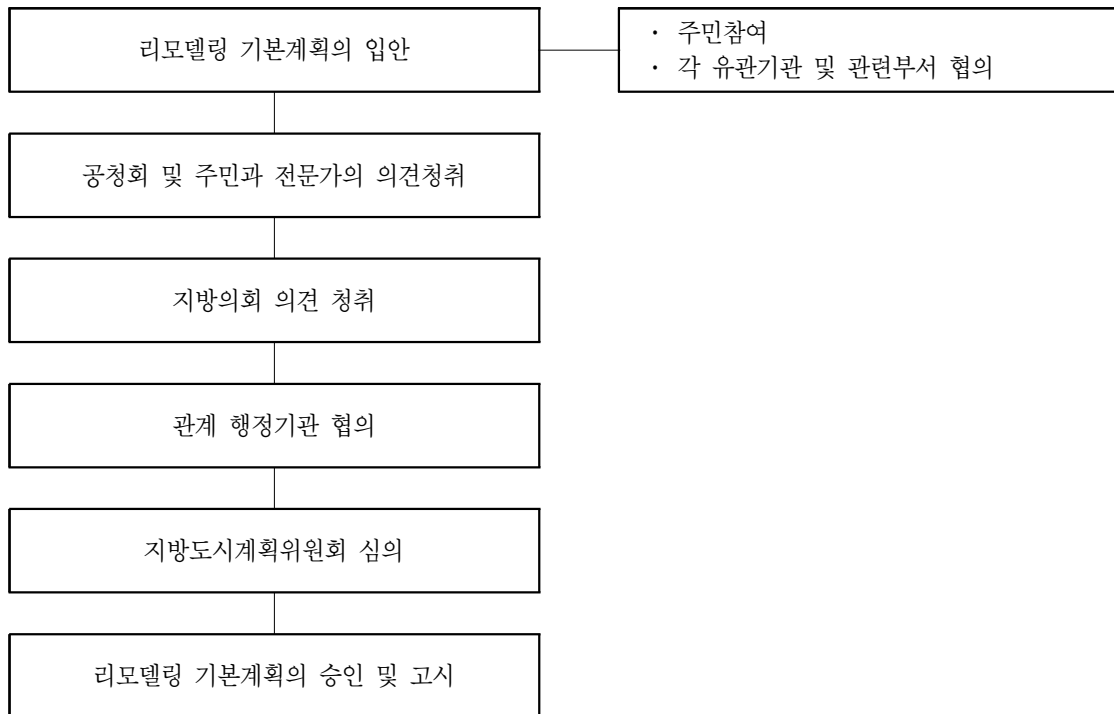 리모델링 기본계획의 입안
· 주민참여
· 각 유관기관 및 관련부서 협의
공청회 및 주민과 전문가의 의견청취
지방의회 의견 청취
관계 행정기관 협의
지방도시계획위원회 심의
리모델링 기본계획의 승인 및 고시